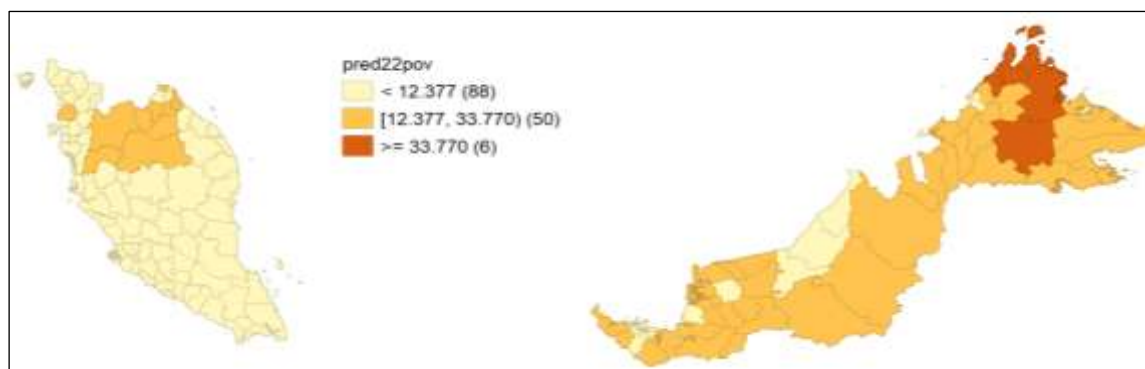 pred22pov
< 12.377 (88)
[12.377, 33.770) (50)
>= 33.770 (6)